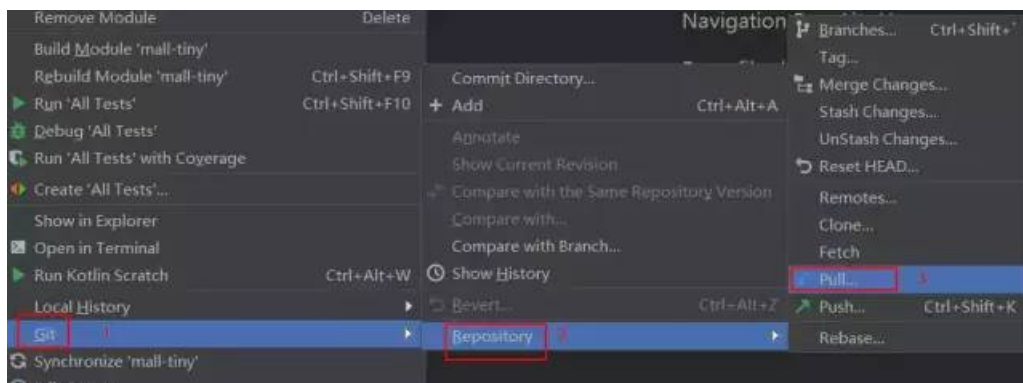 Remove Module Delete
Build Module 'mall-tiny'
Rebuild Module 'mall-tiny' Ctrl+Shift+F9
Run 'All Tests' Ctrl+Shift+F10
Debug 'All Tests'
Run 'All Tests' with Coverage
Create 'All Tests'...
Show in Explorer
Open in Terminal
Run Kotlin Scratch Ctrl+Alt+W
Local History
Git 1
Synchronize 'mall-tiny'
Navigation
Commit Directory...
Add Ctrl+Alt+A
Annotate
Show Current Revision
Compare with the Same Repository Version
Compare with...
Compare with Branch...
Show History
Revert... Ctrl+Alt+Z
Repository 2
Branches... Ctrl+Shift+`
Tag...
Merge Changes...
Stash Changes...
UnStash Changes...
Reset HEAD...
Remotes...
Clone...
Fetch
Pull... 3
Push... Ctrl+Shift+K
Rebase...